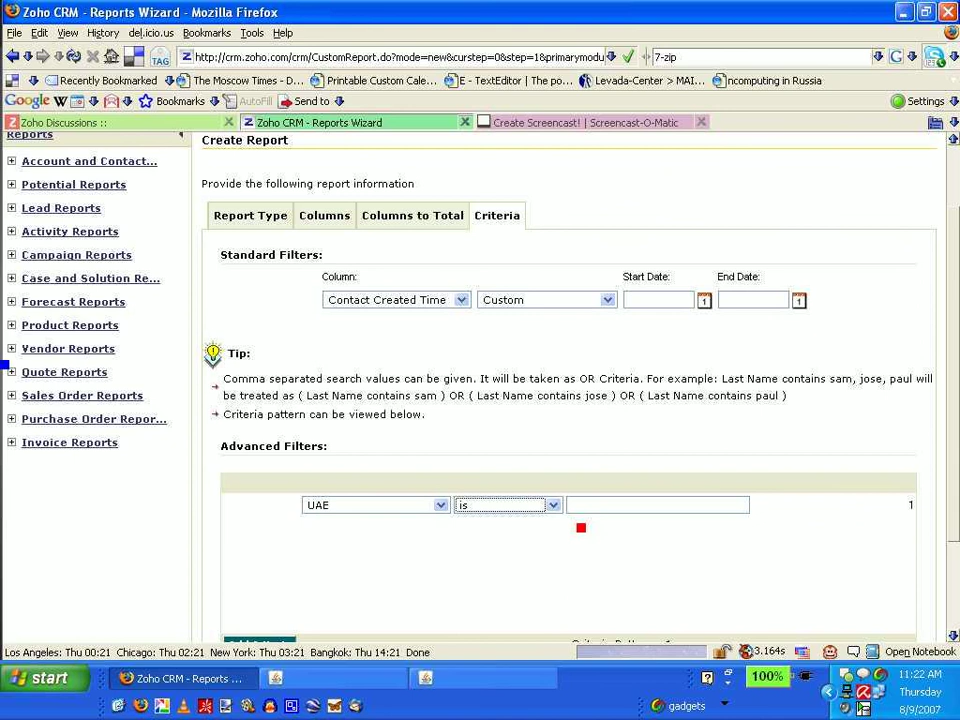 Zoho CRM - Reports Wizard - Mozilla Firefox
File Edit View History del.icio.us Bookmarks Tools Help
TAG http://crm.zoho.com/crm/CustomReport.do?mode=new&curstep=0&step=1&primarymodu 7-zip
Recently Bookmarked The Moscow Times - D... Printable Custom Cale... E - TextEditor | The po... Levada-Center > MAI... ncomputing in Russia
Google Bookmarks AutoFill Send to Settings
Zoho Discussions :: Zoho CRM - Reports Wizard Create Screencast! | Screencast-O-Matic
Reports
Create Report
Account and Contact...
Potential Reports
Lead Reports
Activity Reports
Campaign Reports
Case and Solution Re...
Forecast Reports
Product Reports
Vendor Reports
Quote Reports
Sales Order Reports
Purchase Order Repor...
Invoice Reports
Provide the following report information
Report Type Columns Columns to Total Criteria
Standard Filters:
Column: Start Date: End Date:
Contact Created Time Custom
Tip:
Comma separated search values can be given. It will be taken as OR Criteria. For example: Last Name contains sam, jose, paul will
be treated as ( Last Name contains sam ) OR ( Last Name contains jose ) OR ( Last Name contains paul )
Criteria pattern can be viewed below.
Advanced Filters:
UAE is 1
Los Angeles: Thu 00:21 Chicago: Thu 02:21 New York: Thu 03:21 Bangkok: Thu 14:21 Done 3.164s Open Notebook
start Zoho CRM - Reports ... 100% 11:22 AM
Thursday
gadgets 8/9/2007